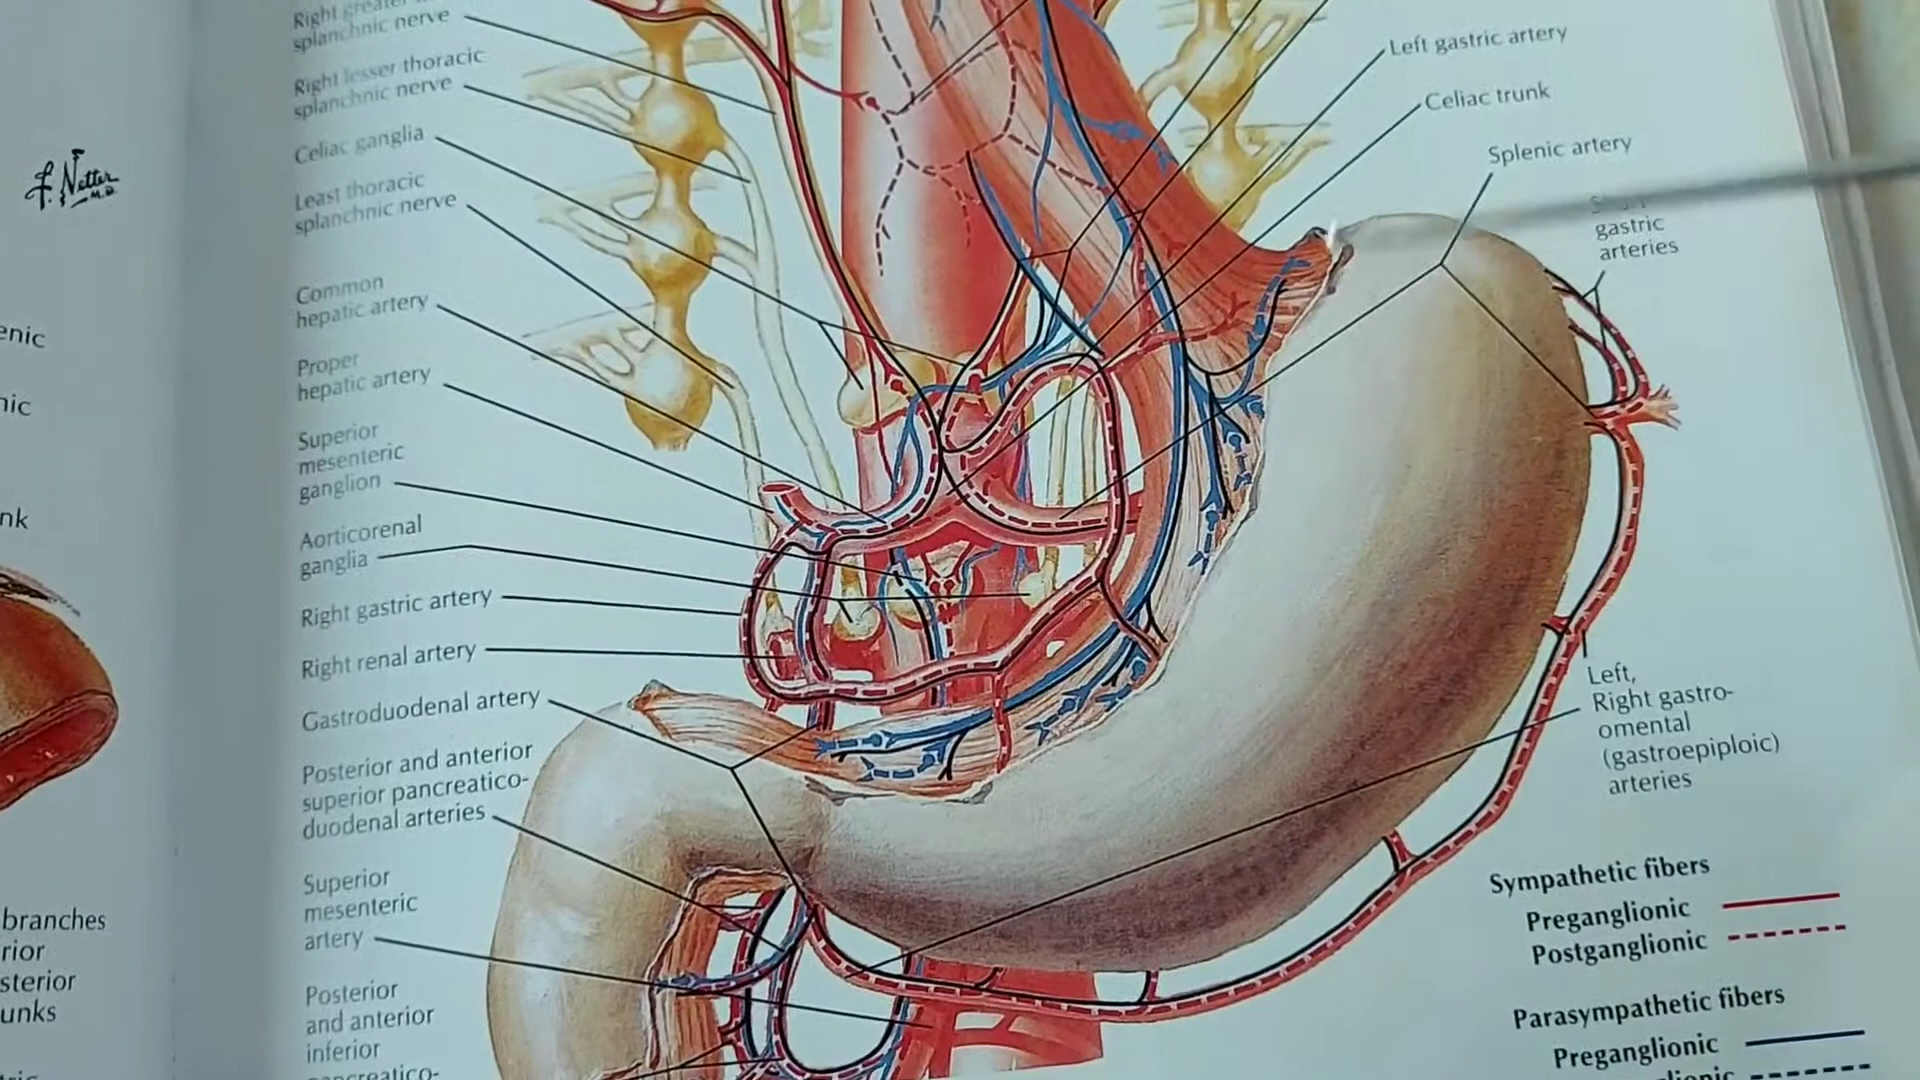 Right greater
splanchnic nerve
Right lesser thoracic
splanchnic nerve
Celiac ganglia
Least thoracic
splanchnic nerve
Common
hepatic artery
Proper
hepatic artery
Superior
mesenteric
ganglion
Aorticorenal
ganglia
Right gastric artery
Right renal artery
Gastroduodenal artery
Posterior and anterior
superior pancreatico-
duodenal arteries
Superior
mesenteric
artery
Posterior
and anterior
inferior
pancreatico-
Left gastric artery
Celiac trunk
Splenic artery
gastric
arteries
Left,
Right gastro-
omental
(gastroepiploic)
arteries
Sympathetic fibers
Preganglionic
Postganglionic
Parasympathetic fibers
Preganglionic
F. Netter
M.D.
enic
nic
nk
branches
rior
sterior
unks